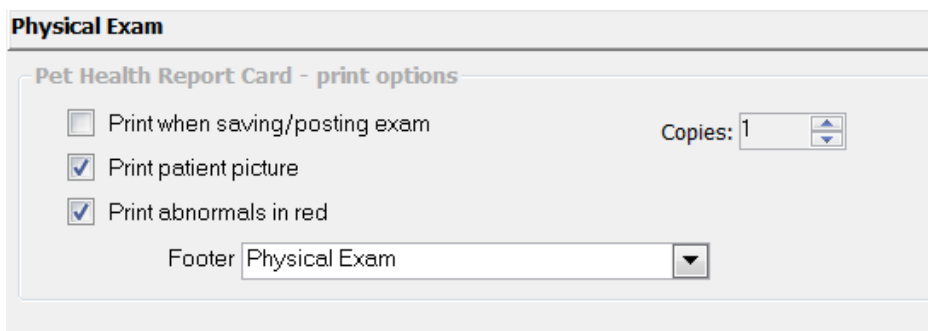 Physical Exam
Pet Health Report Card - print options
Print when saving/posting exam
Copies: 1
Print patient picture
Print abnormals in red
Footer Physical Exam